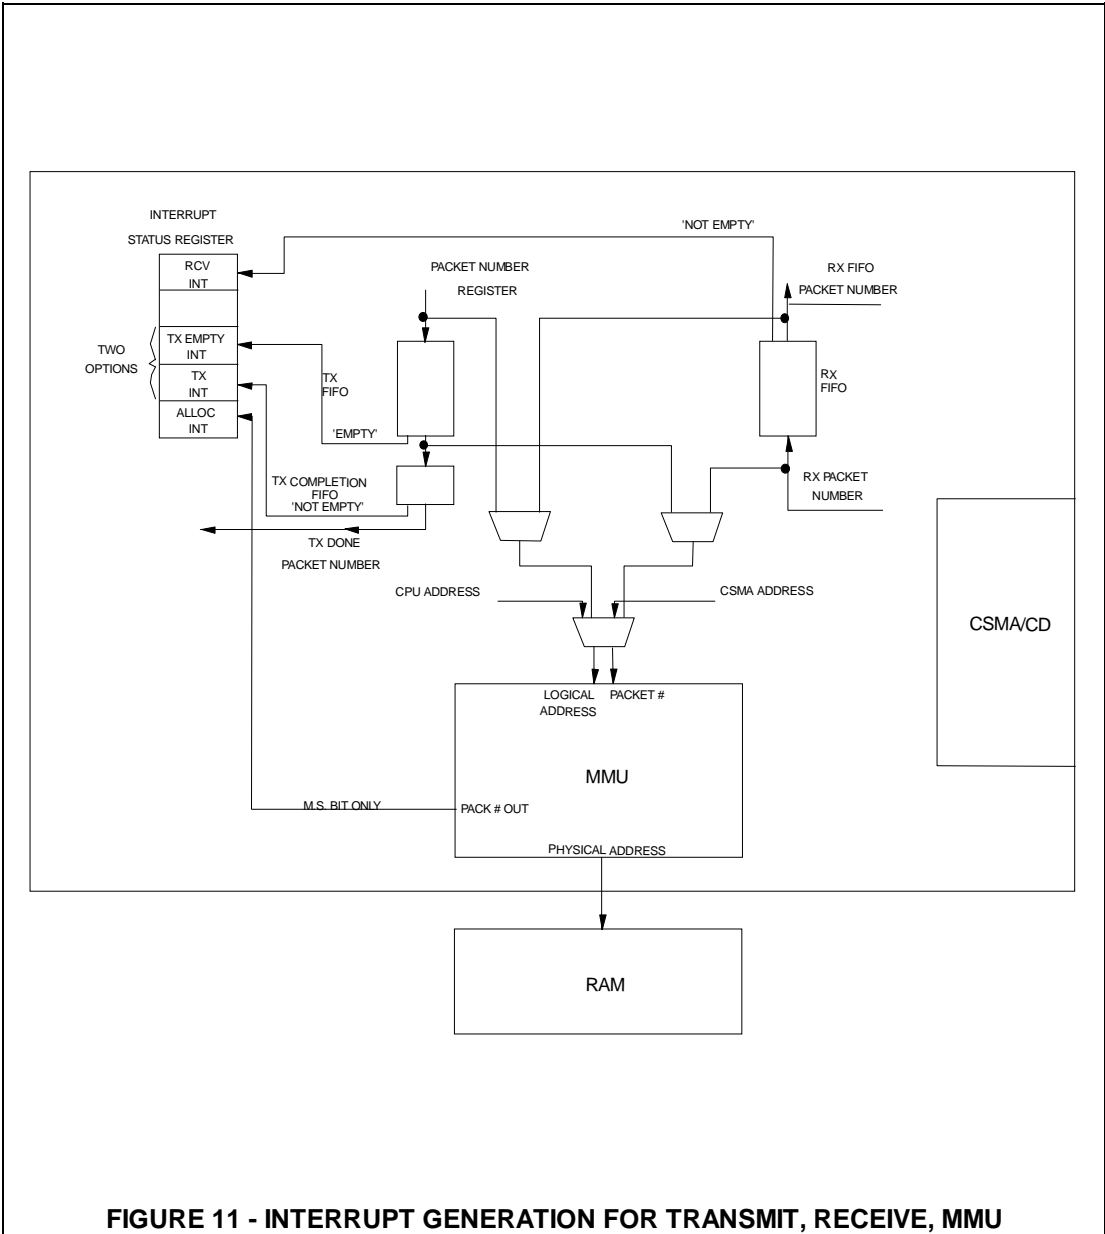 INTERRUPT
STATUS REGISTER
RCV
INT
TX EMPTY
INT
TX
INT
ALLOC
INT
TWO
OPTIONS
'NOT EMPTY'
PACKET NUMBER
REGISTER
RX FIFO
PACKET NUMBER
TX
FIFO
RX
FIFO
'EMPTY'
TX COMPLETION
FIFO
'NOT EMPTY'
RX PACKET
NUMBER
TX DONE
PACKET NUMBER
CPU ADDRESS
CSMA ADDRESS
CSMA/CD
LOGICAL
ADDRESS
PACKET #
MMU
M.S. BIT ONLY
PACK # OUT
PHYSICAL ADDRESS
RAM
FIGURE 11 - INTERRUPT GENERATION FOR TRANSMIT, RECEIVE, MMU